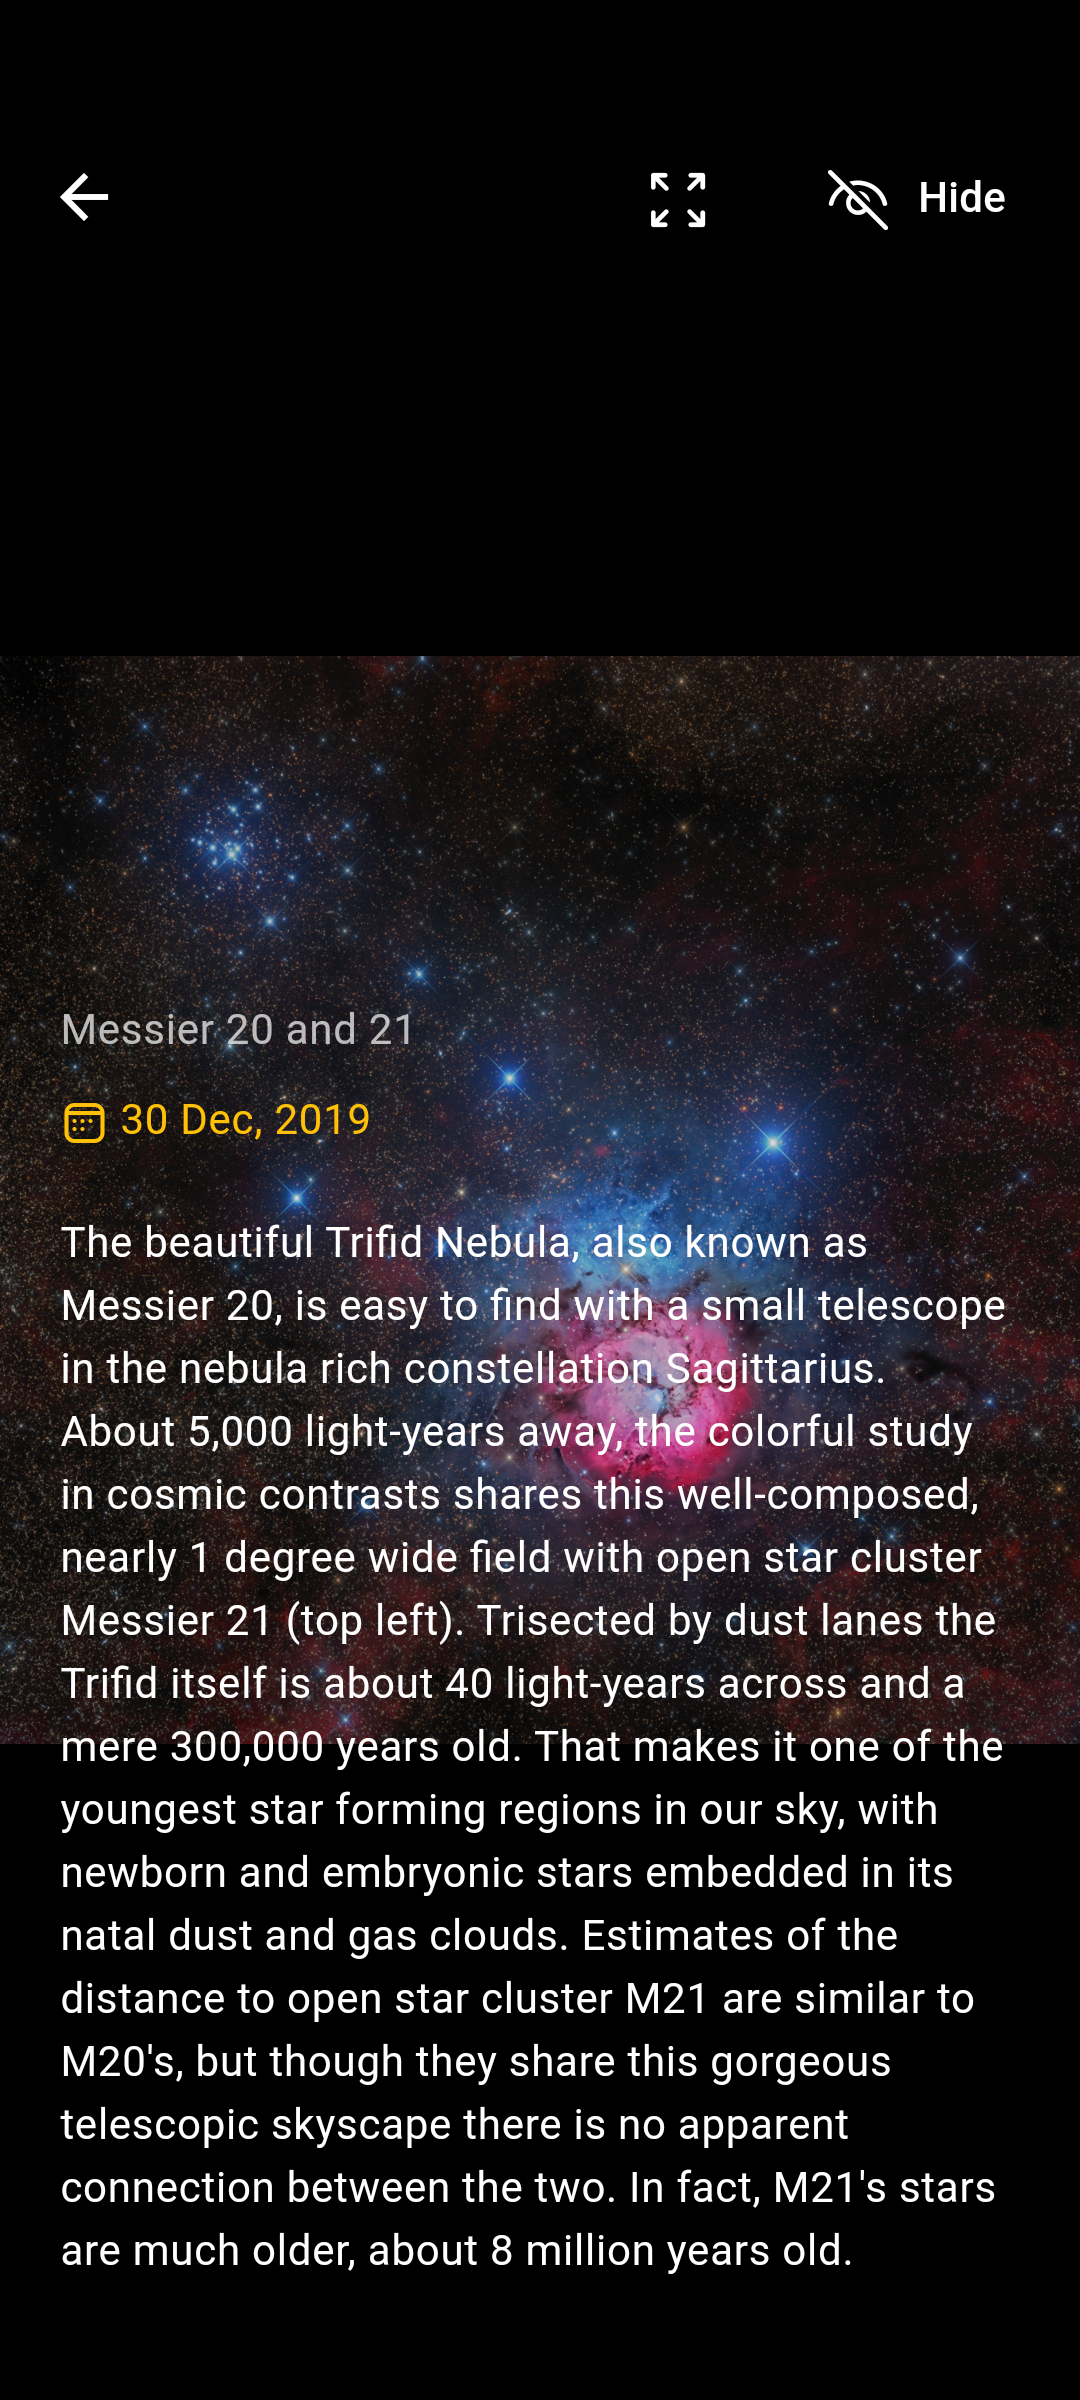 Hide
Messier 20 and 21
30 Dec, 2019
The beautiful Trifid Nebula, also known as
Messier 20, is easy to find with a small telescope
in the nebula rich constellation Sagittarius.
About 5,000 light-years away, the colorful study
in cosmic contrasts shares this well-composed,
nearly 1 degree wide field with open star cluster
Messier 21 (top left). Trisected by dust lanes the
Trifid itself is about 40 light-years across and a
mere 300,000 years old. That makes it one of the
youngest star forming regions in our sky, with
newborn and embryonic stars embedded in its
natal dust and gas clouds. Estimates of the
distance to open star cluster M21 are similar to
M20's, but though they share this gorgeous
telescopic skyscape there is no apparent
connection between the two. In fact, M21's stars
are much older, about 8 million years old.